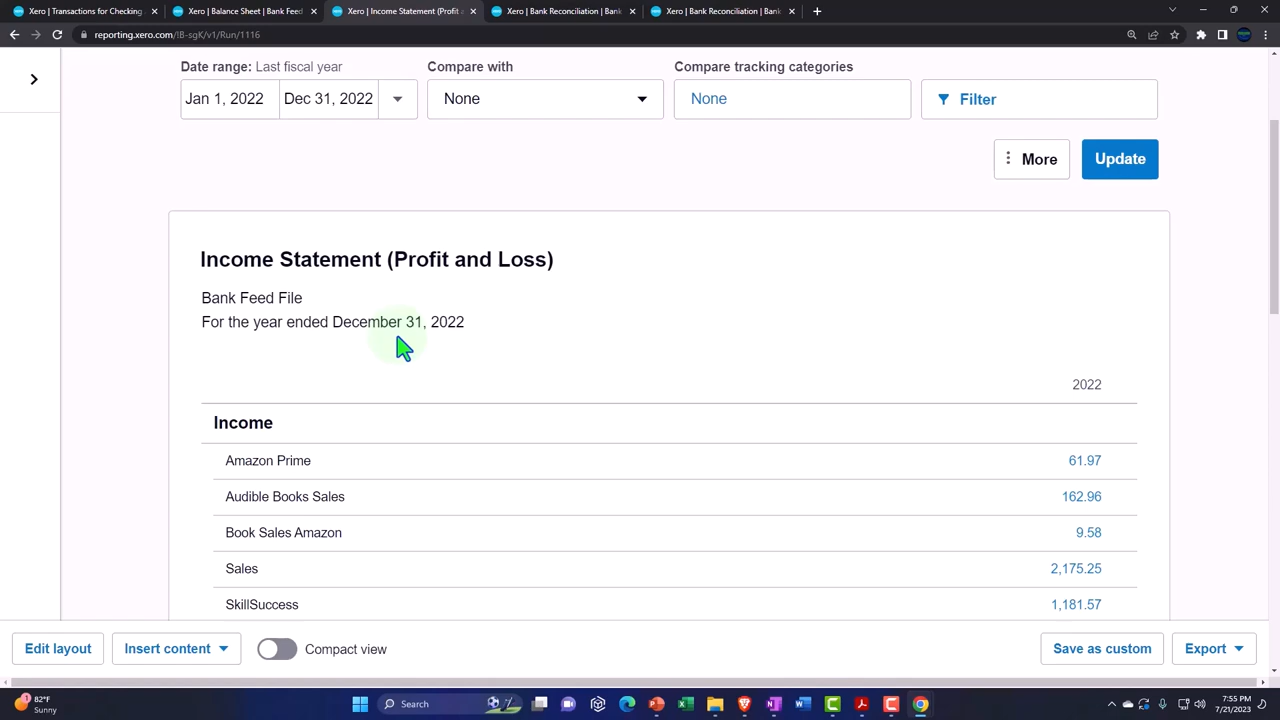 xero Xero | Transactions for Checking × xero Xero | Balance Sheet | Bank Feed × xero Xero | Income Statement (Profit a × xero Xero | Bank Reconciliation | Bank × xero Xero | Bank Reconciliation | Bank × +
reporting.xero.com/!B-sgK/v1/Run/1116
Date range: Last fiscal year Compare with Compare tracking categories
Jan 1, 2022 Dec 31, 2022 None None Filter
More Update
Income Statement (Profit and Loss)
Bank Feed File
For the year ended December 31, 2022
2022
Income
Amazon Prime 61.97
Audible Books Sales 162.96
Book Sales Amazon 9.58
Sales 2,175.25
SkillSuccess 1,181.57
Edit layout Insert content Compact view Save as custom Export
82°F
Sunny
Search
7:55 PM
7/21/2023